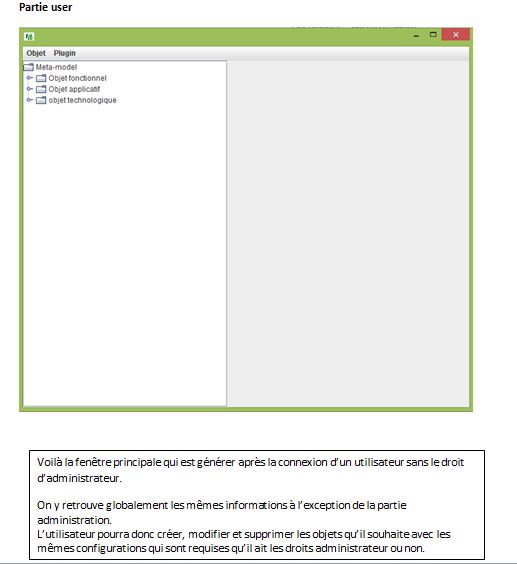 Partie user
Objet Plugin
Meta-model
Objet fonctionnel
Objet applicatif
objet technologique
Voilà la fenêtre principale qui est générer après la connexion d'un utilisateur sans le droit
d'administrateur.
On y retrouve globalement les mêmes informations à l'exception de la partie
administration.
L'utilisateur pourra donc créer, modifier et supprimer les objets qu'il souhaite avec les
mêmes configurations qui sont requises qu'il ait les droits administrateur ou non.